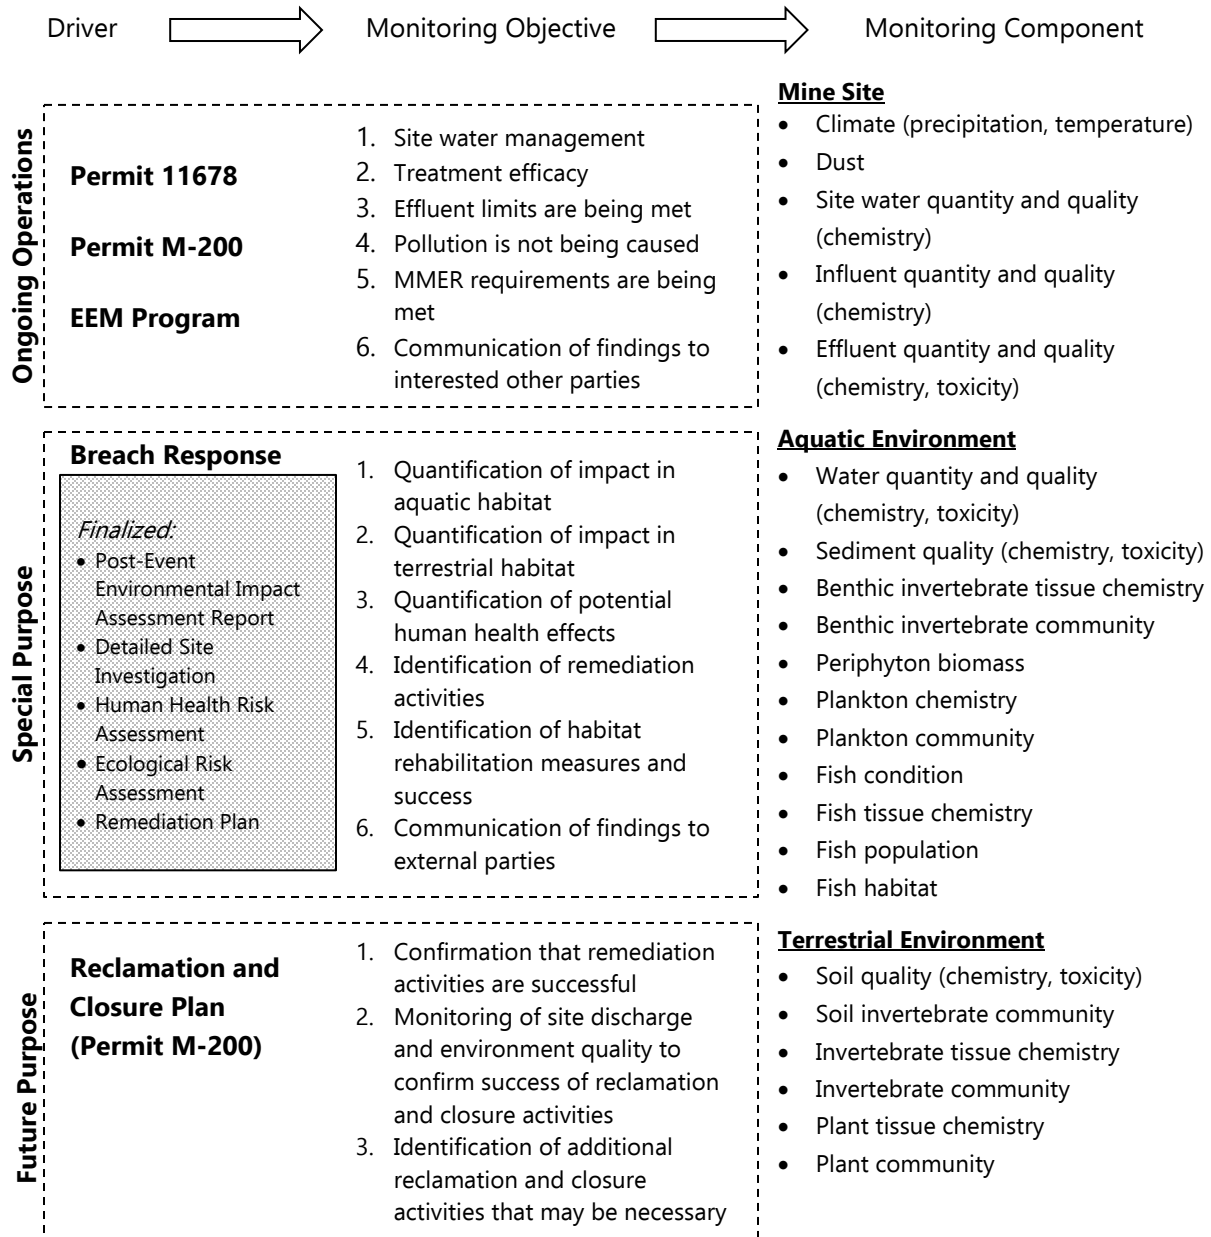 Driver
Monitoring Objective
Monitoring Component
Ongoing Operations
Permit 11678
Permit M-200
EEM Program
1. Site water management
2. Treatment efficacy
3. Effluent limits are being met
4. Pollution is not being caused
5. MMER requirements are being
met
6. Communication of findings to
interested other parties
Mine Site
• Climate (precipitation, temperature)
• Dust
• Site water quantity and quality
(chemistry)
• Influent quantity and quality
(chemistry)
• Effluent quantity and quality
(chemistry, toxicity)
Special Purpose
Breach Response
Finalized:
• Post-Event
Environmental Impact
Assessment Report
• Detailed Site
Investigation
• Human Health Risk
Assessment
• Ecological Risk
Assessment
• Remediation Plan
1. Quantification of impact in
aquatic habitat
2. Quantification of impact in
terrestrial habitat
3. Quantification of potential
human health effects
4. Identification of remediation
activities
5. Identification of habitat
rehabilitation measures and
success
6. Communication of findings to
external parties
Aquatic Environment
• Water quantity and quality
(chemistry, toxicity)
• Sediment quality (chemistry, toxicity)
• Benthic invertebrate tissue chemistry
• Benthic invertebrate community
• Periphyton biomass
• Plankton chemistry
• Plankton community
• Fish condition
• Fish tissue chemistry
• Fish population
• Fish habitat
Future Purpose
Reclamation and
Closure Plan
(Permit M-200)
1. Confirmation that remediation
activities are successful
2. Monitoring of site discharge
and environment quality to
confirm success of reclamation
and closure activities
3. Identification of additional
reclamation and closure
activities that may be necessary
Terrestrial Environment
• Soil quality (chemistry, toxicity)
• Soil invertebrate community
• Invertebrate tissue chemistry
• Invertebrate community
• Plant tissue chemistry
• Plant community